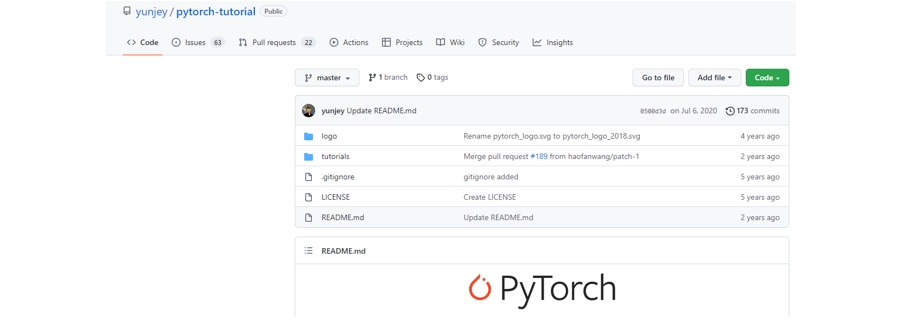 yunjey / pytorch-tutorial Public
Code Issues 63 Pull requests 22 Actions Projects Wiki Security Insights
master 1 branch 0 tags Go to file Add file Code
yunjey Update README.md 0500d3d on Jul 6, 2020 173 commits
logo Rename pytorch_logo.svg to pytorch_logo_2018.svg 4 years ago
tutorials Merge pull request #189 from haofanwang/patch-1 2 years ago
.gitignore gitignore added 5 years ago
LICENSE Create LICENSE 5 years ago
README.md Update README.md 2 years ago
README.md
PyTorch